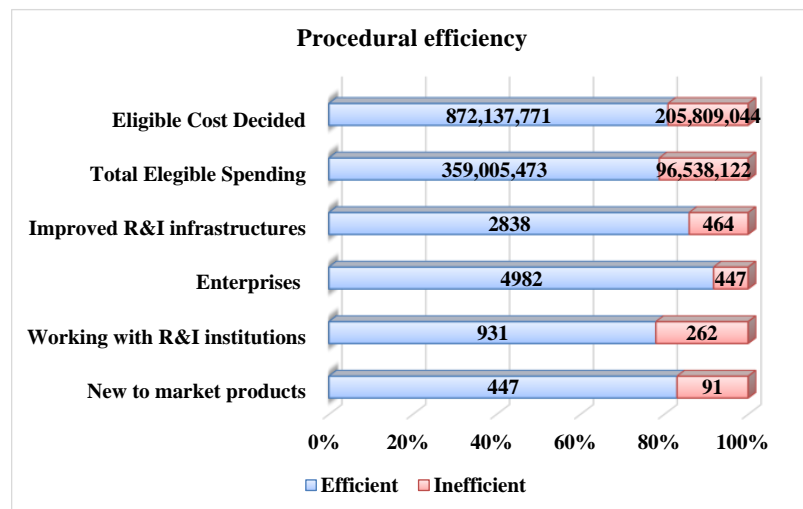 Procedural efficiency
Eligible Cost Decided 872,137,771 205,809,044
Total Elegible Spending 359,005,473 96,538,122
Improved R&I infrastructures 2838 464
Enterprises 4982 447
Working with R&I institutions 931 262
New to market products 447 91
0% 20% 40% 60% 80% 100%
Efficient Inefficient